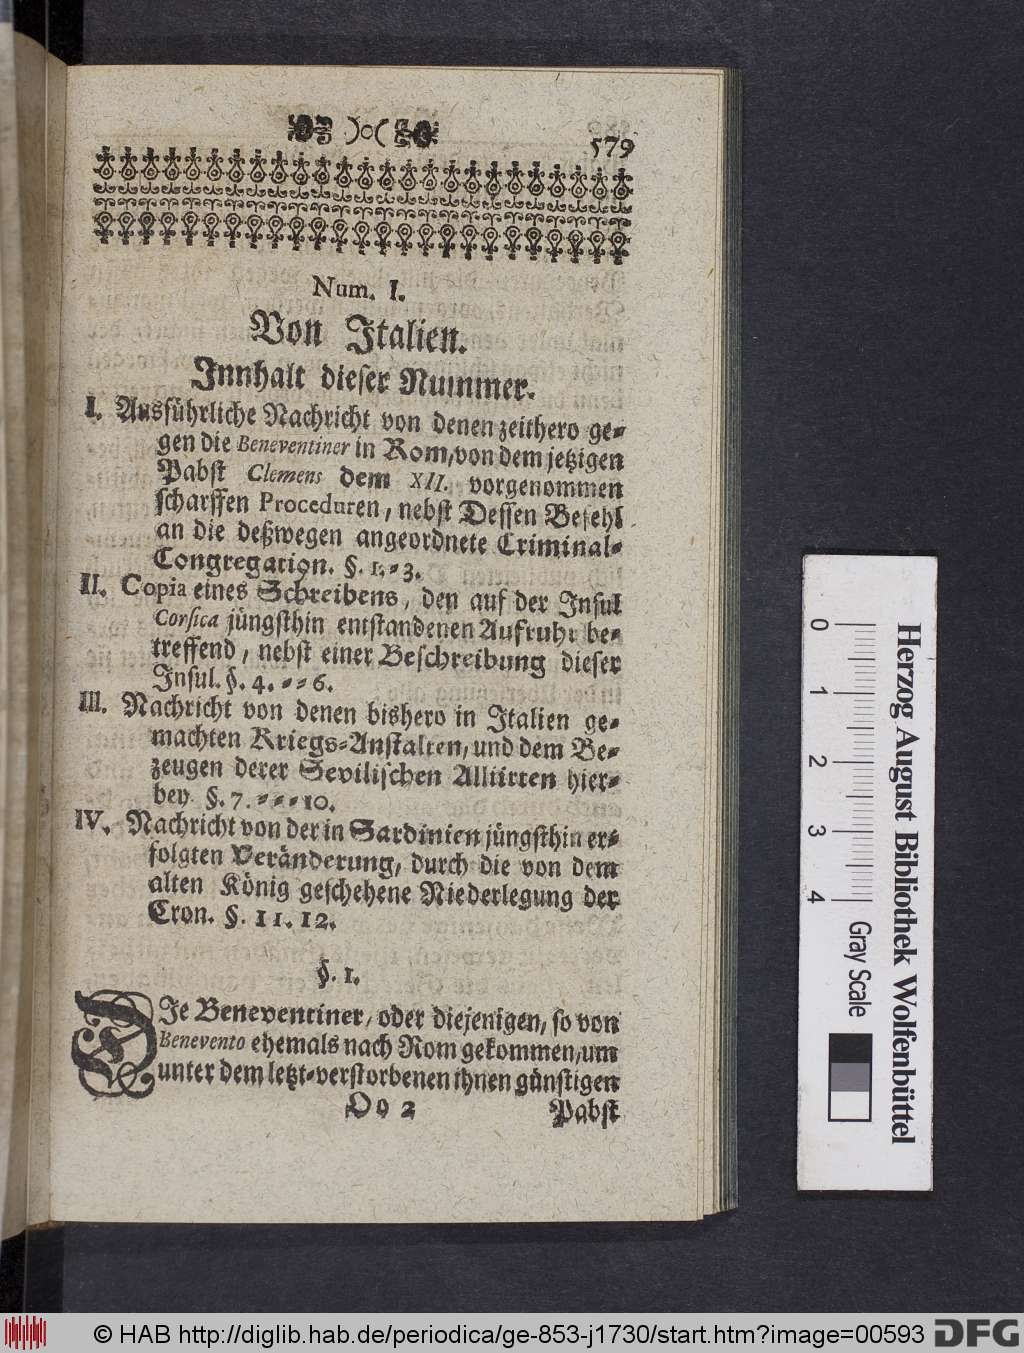 579
Num. I.
Von Italien.
Innhalt dieser Nummer.
I. Ausführliche Nachricht von denen zeithero ge-
gen die Beneventiner in Rom, von dem jetzigen
Pabst Clemens dem XII. vorgenommen
scharffen Proceduren, nebst Dessen Befehl
an die deßwegen angeordnete Criminal-
Congregation. §. 1.-3.
II. Copia eines Schreibens, den auf der Insul
Corsica jüngsthin entstandenen Aufruhr be-
treffend, nebst einer Beschreibung dieser
Insul. §. 4. - - 6.
III. Nachricht von denen bishero in Italien ge-
machten Kriegs-Anstalten, und dem Be-
zeugen derer Sevilischen Alliirten hier-
bey §. 7. - - - 10.
IV. Nachricht von der in Sardinien jüngsthin er-
folgten Veränderung, durch die von dem
alten König geschehene Niederlegung der
Cron. §. 11. 12.
§. 1.
DIe Beneventiner, oder diejenigen, so von
Benevento ehemals nach Rom gekommen, um
unter dem letzt-verstorbenen ihnen günstigen
Oo 2 Pabst
Herzog August Bibliothek Wolfenbüttel
0 1 2 3 4
Gray Scale
© HAB http://diglib.hab.de/periodica/ge-853-j1730/start.htm?image=00593
DFG